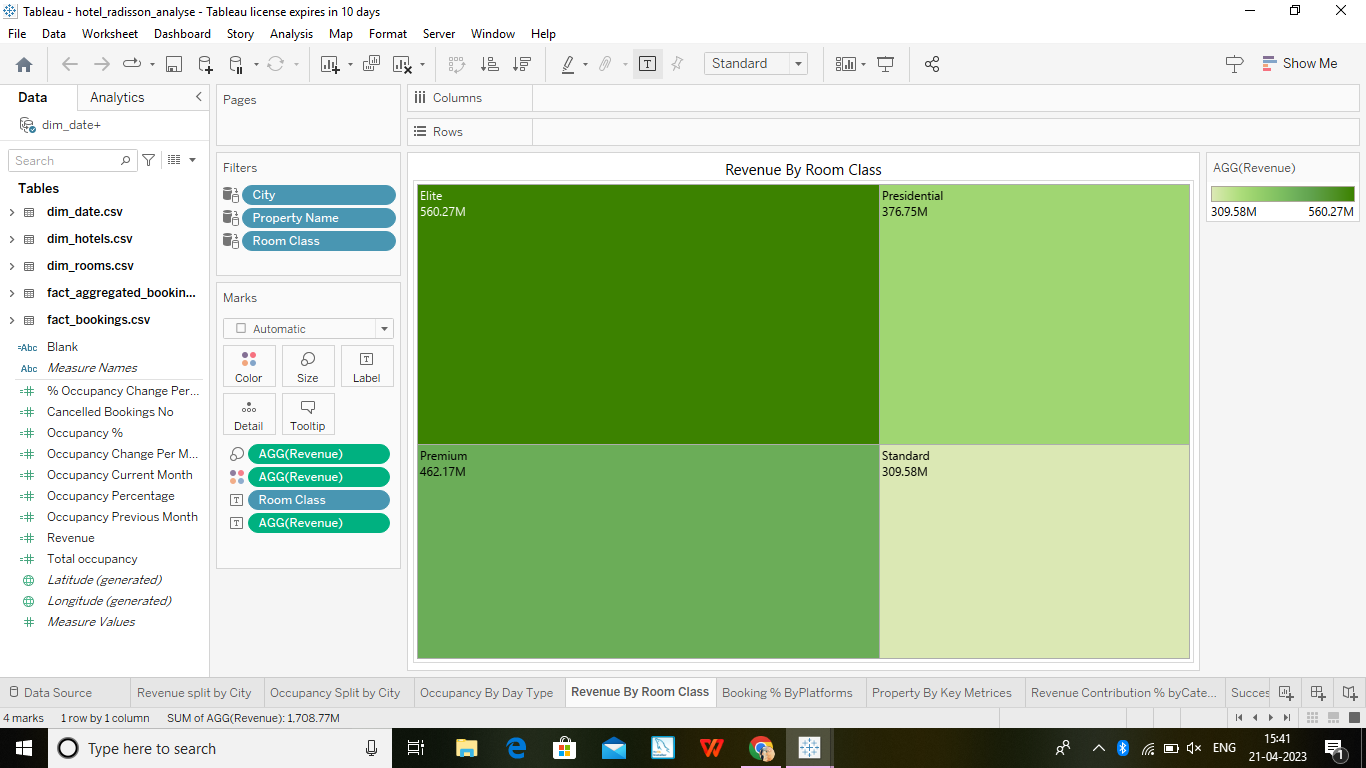 Tableau - hotel_radisson_analyse - Tableau license expires in 10 days
File Data Worksheet Dashboard Story Analysis Map Format Server Window Help
Standard
Show Me
Data Analytics
dim_date+
Search
Tables
dim_date.csv
dim_hotels.csv
dim_rooms.csv
fact_aggregated_bookin...
fact_bookings.csv
=Abc Blank
Abc Measure Names
% Occupancy Change Per...
Cancelled Bookings No
Occupancy %
Occupancy Change Per M...
Occupancy Current Month
Occupancy Percentage
Occupancy Previous Month
Revenue
Total occupancy
Latitude (generated)
Longitude (generated)
Measure Values
Pages
Filters
City
Property Name
Room Class
Marks
Automatic
Color Size Label
Detail Tooltip
AGG(Revenue)
AGG(Revenue)
Room Class
AGG(Revenue)
Columns
Rows
Revenue By Room Class
Elite
560.27M
Presidential
376.75M
Premium
462.17M
Standard
309.58M
AGG(Revenue)
309.58M 560.27M
Data Source Revenue split by City Occupancy Split by City Occupancy By Day Type Revenue By Room Class Booking % ByPlatforms Property By Key Metrices Revenue Contribution % byCate... Succes
4 marks 1 row by 1 column SUM of AGG(Revenue): 1,708.77M
Type here to search
ENG
15:41
21-04-2023
1